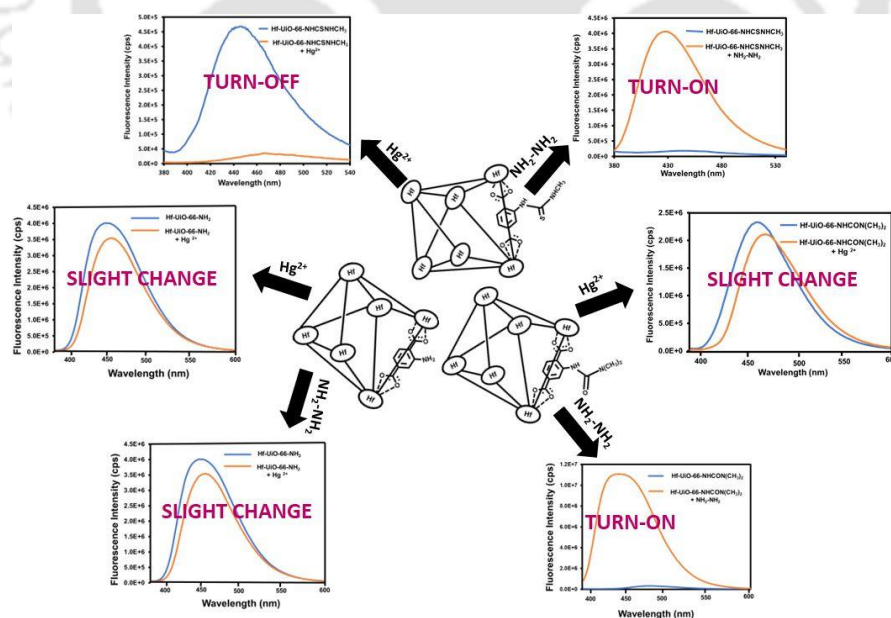 Fluorescence Intensity (cps)
5.0E+5
4.5E+5
4.0E+5
3.5E+5
3.0E+5
2.5E+5
2.0E+5
1.5E+5
1.0E+5
5.0E+4
0.0E+0
Hf-UiO-66-NHCSNHCH3
Hf-UiO-66-NHCSNHCH3
+ Hg2+
TURN-OFF
380 400 420 440 460 480 500 520 540
Wavelength (nm)
Fluorescence Intensity (cps)
4.5E+6
4.0E+6
3.5E+6
3.0E+6
2.5E+6
2.0E+6
1.5E+6
1.0E+6
5.0E+5
0.0E+0
Hf-UiO-66-NHCSNHCH3
Hf-UiO-66-NHCSNHCH3
+ NH2-NH2
TURN-ON
380 430 480 530
Wavelength (nm)
Hg2+
NH2-NH2
Hf
Hf
Hf
Hf
Hf
Hf
NH
NHCH3
S
Fluorescence Intensity (cps)
4.5E+6
4.0E+6
3.5E+6
3.0E+6
2.5E+6
2.0E+6
1.5E+6
1.0E+6
5.0E+5
0.0E+0
Hf-UiO-66-NH2
Hf-UiO-66-NH2
+ Hg 2+
SLIGHT CHANGE
400 450 500 550 600
Wavelength (nm)
Hg2+
Hf
Hf
Hf
Hf
Hf
Hf
NH2
NH2-NH2
Hg2+
Hf
Hf
Hf
Hf
Hf
Hf
NH
N(CH3)2
O
NH2-NH2
Fluorescence Intensity (cps)
2.5E+6
2.0E+6
1.5E+6
1.0E+6
5.0E+5
0.0E+0
Hf-UiO-66-NHCON(CH3)2
Hf-UiO-66-NHCON(CH3)2
+ Hg 2+
SLIGHT CHANGE
400 450 500 550 600
Wavelength (nm)
Fluorescence Intensity (cps)
4.5E+6
4.0E+6
3.5E+6
3.0E+6
2.5E+6
2.0E+6
1.5E+6
1.0E+6
5.0E+5
0.0E+0
Hf-UiO-66-NH2
Hf-UiO-66-NH2
+ Hg 2+
SLIGHT CHANGE
400 450 500 550 600
Wavelength (nm)
Fluorescence Intensity (cps)
1.2E+7
1.0E+7
8.0E+6
6.0E+6
4.0E+6
2.0E+6
0.0E+0
Hf-UiO-66-NHCON(CH3)2
Hf-UiO-66-NHCON(CH3)2
+ NH2-NH2
TURN-ON
400 450 500 550 600
Wavelength (nm)